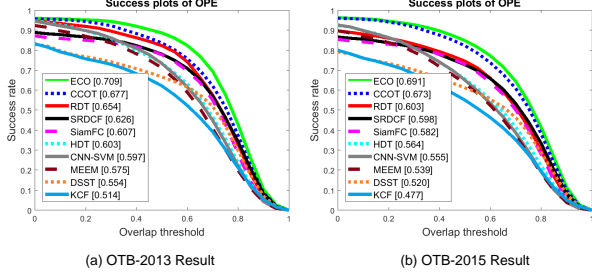 Success plots of OPE
Success rate
1
0.9
0.8
0.7
0.6
0.5
0.4
0.3
0.2
0.1
0
ECO [0.709]
CCOT [0.677]
RDT [0.654]
SRDCF [0.626]
SiamFC [0.607]
HDT [0.603]
CNN-SVM [0.597]
MEEM [0.575]
DSST [0.554]
KCF [0.514]
0 0.2 0.4 0.6 0.8 1
Overlap threshold
(a) OTB-2013 Result
Success plots of OPE
Success rate
1
0.9
0.8
0.7
0.6
0.5
0.4
0.3
0.2
0.1
0
ECO [0.691]
CCOT [0.673]
RDT [0.603]
SRDCF [0.598]
SiamFC [0.582]
HDT [0.564]
CNN-SVM [0.555]
MEEM [0.539]
DSST [0.520]
KCF [0.477]
0 0.2 0.4 0.6 0.8 1
Overlap threshold
(b) OTB-2015 Result